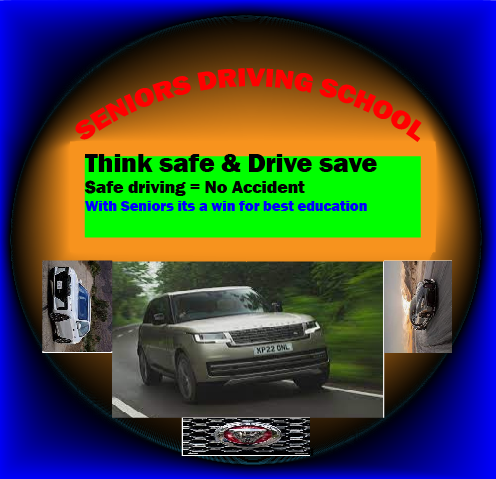 SENIORS DRIVING SCHOOL
Think safe & Drive save
Safe driving = No Accident
With Seniors its a win for best education
KP22 ONL